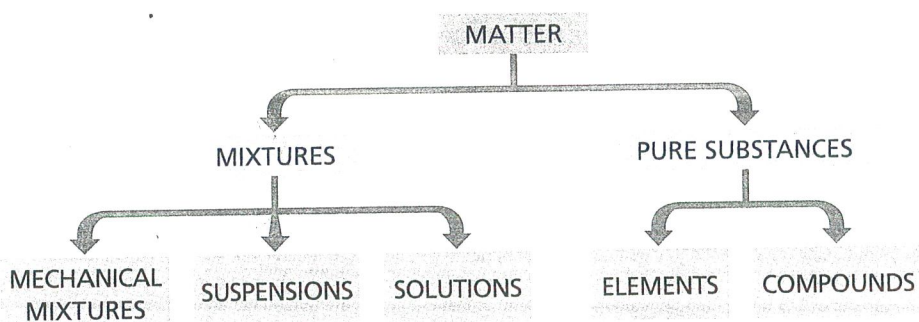 MATTER
MIXTURES
PURE SUBSTANCES
MECHANICAL
MIXTURES
SUSPENSIONS
SOLUTIONS
ELEMENTS
COMPOUNDS